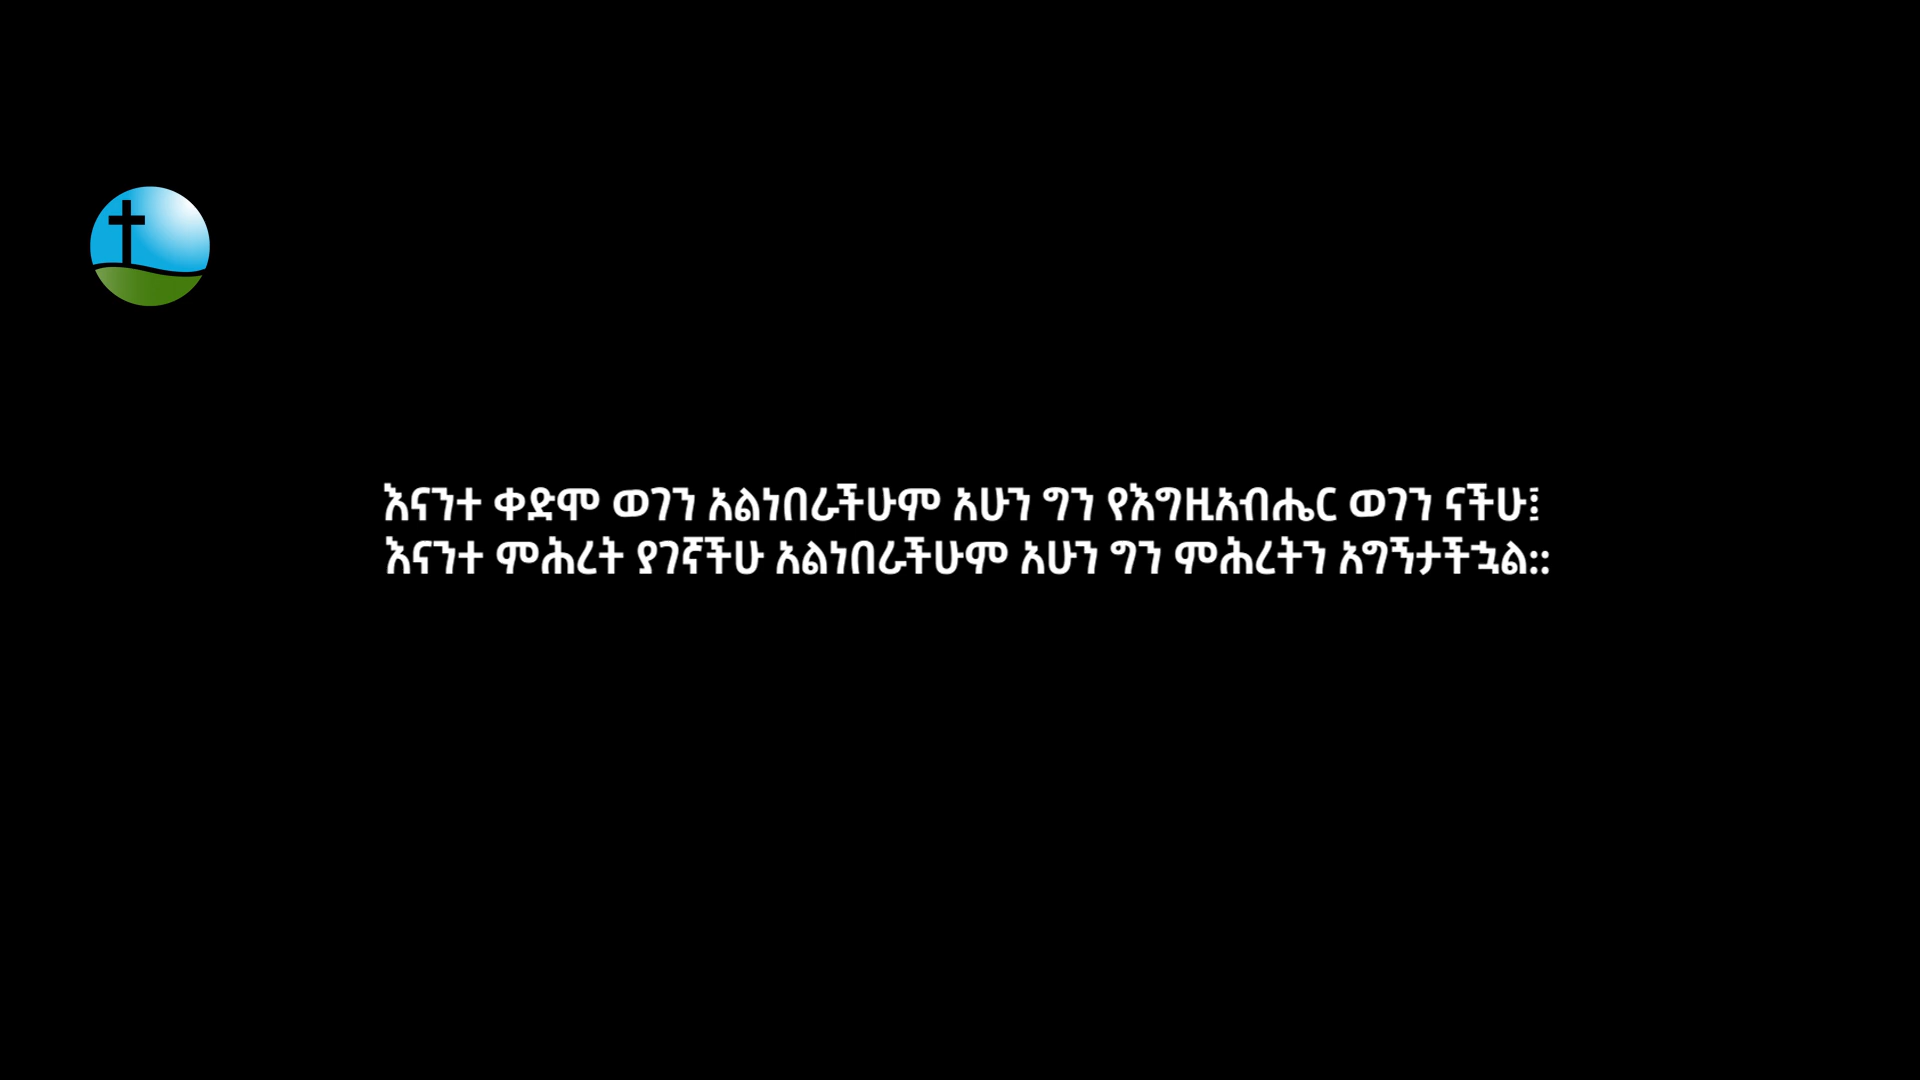 እናንተ ቀድሞ ወገን አልነበራችሁም አሁን ግን የእግዚአብሔር ወገን ናችሁ፤
እናንተ ምሕረት ያገኛችሁ አልነበራችሁም አሁን ግን ምሕረትን አግኝታችኋል።